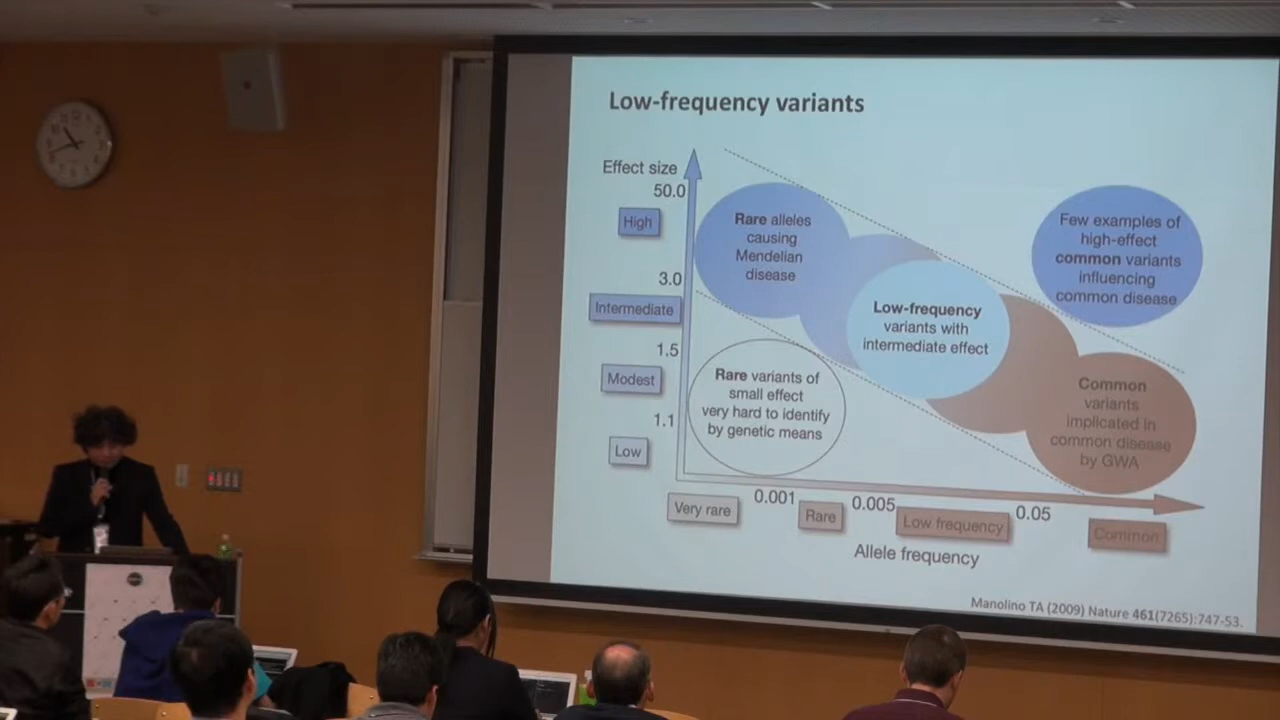 Low-frequency variants
Effect size
50.0
High
3.0
Intermediate
1.5
Modest
1.1
Low
Rare alleles
causing
Mendelian
disease
Few examples of
high-effect
common variants
influencing
common disease
Low-frequency
variants with
intermediate effect
Rare variants of
small effect
very hard to identify
by genetic means
Common
variants
implicated in
common disease
by GWA
Very rare
0.001
Rare
0.005
Low frequency
0.05
Common
Allele frequency
Manolino TA (2009) Nature 461(7265):747-53.